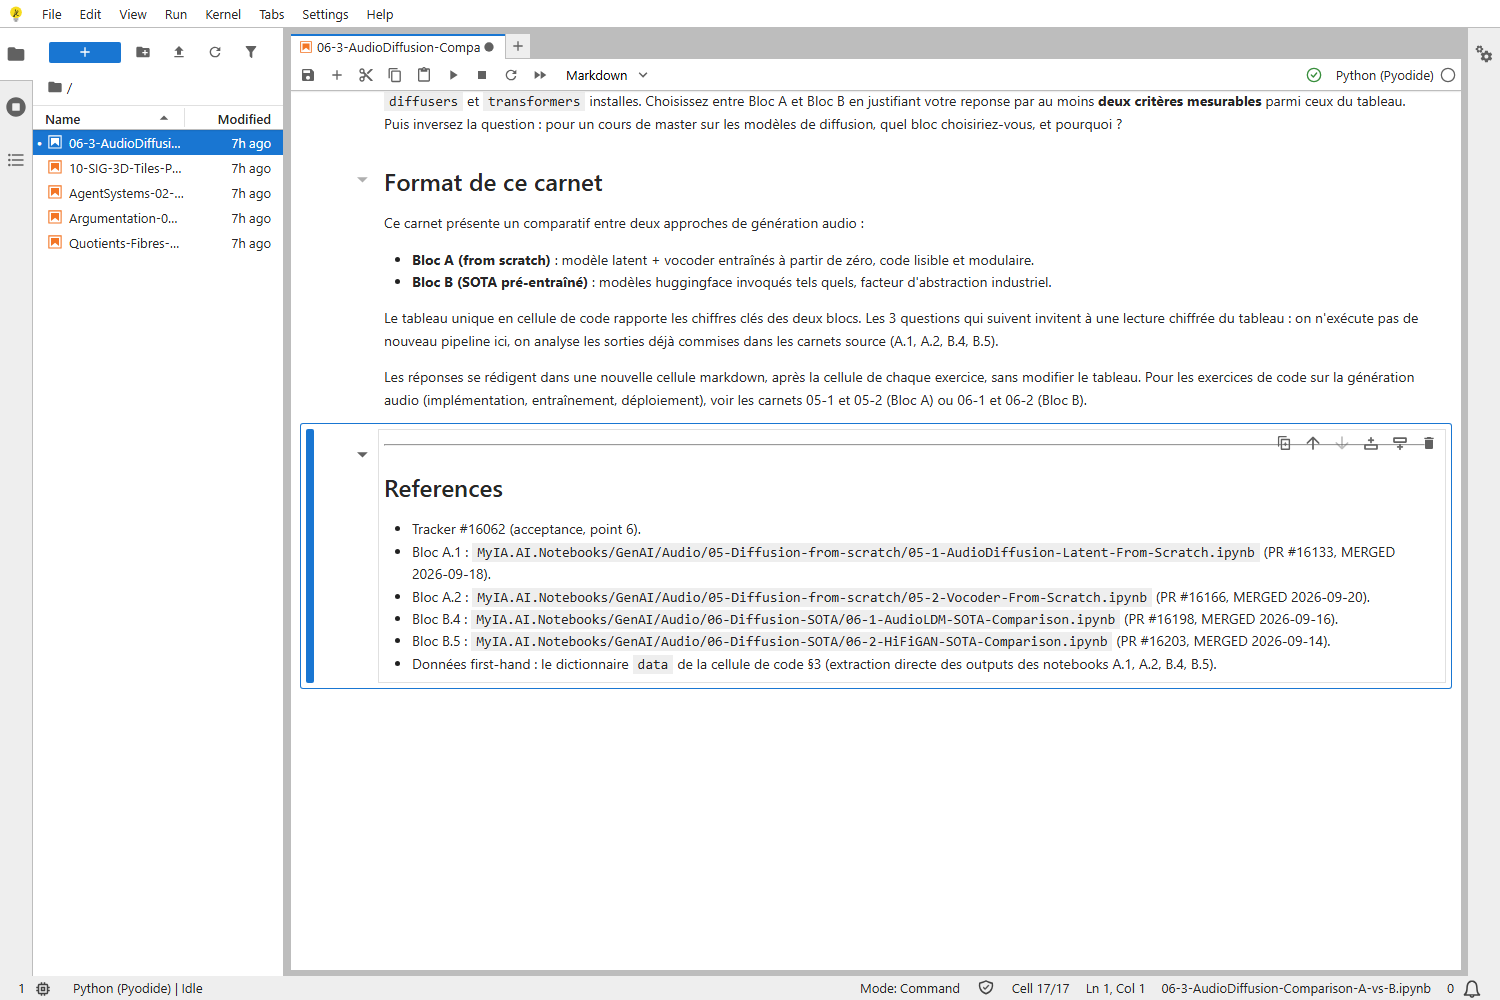 File Edit View Run Kernel Tabs Settings Help
/
Name Modified
06-3-AudioDiffusi... 7h ago
10-SIG-3D-Tiles-P... 7h ago
AgentSystems-02-... 7h ago
Argumentation-0... 7h ago
Quotients-Fibres-... 7h ago
06-3-AudioDiffusion-Compa
Markdown
Python (Pyodide)
diffusers et transformers installes. Choisissez entre Bloc A et Bloc B en justifiant votre reponse par au moins deux critères mesurables parmi ceux du tableau.
Puis inversez la question : pour un cours de master sur les modèles de diffusion, quel bloc choisiriez-vous, et pourquoi ?
Format de ce carnet
Ce carnet présente un comparatif entre deux approches de génération audio :
• Bloc A (from scratch) : modèle latent + vocoder entraînés à partir de zéro, code lisible et modulaire.
• Bloc B (SOTA pré-entraîné) : modèles huggingface invoqués tels quels, facteur d'abstraction industriel.
Le tableau unique en cellule de code rapporte les chiffres clés des deux blocs. Les 3 questions qui suivent invitent à une lecture chiffrée du tableau : on n'exécute pas de
nouveau pipeline ici, on analyse les sorties déjà commises dans les carnets source (A.1, A.2, B.4, B.5).
Les réponses se rédigent dans une nouvelle cellule markdown, après la cellule de chaque exercice, sans modifier le tableau. Pour les exercices de code sur la génération
audio (implémentation, entraînement, déploiement), voir les carnets 05-1 et 05-2 (Bloc A) ou 06-1 et 06-2 (Bloc B).
References
• Tracker #16062 (acceptance, point 6).
• Bloc A.1 : MyIA.AI.Notebooks/GenAI/Audio/05-Diffusion-from-scratch/05-1-AudioDiffusion-Latent-From-Scratch.ipynb (PR #16133, MERGED
2026-09-18).
• Bloc A.2 : MyIA.AI.Notebooks/GenAI/Audio/05-Diffusion-from-scratch/05-2-Vocoder-From-Scratch.ipynb (PR #16166, MERGED 2026-09-20).
• Bloc B.4 : MyIA.AI.Notebooks/GenAI/Audio/06-Diffusion-SOTA/06-1-AudioLDM-SOTA-Comparison.ipynb (PR #16198, MERGED 2026-09-16).
• Bloc B.5 : MyIA.AI.Notebooks/GenAI/Audio/06-Diffusion-SOTA/06-2-HiFiGAN-SOTA-Comparison.ipynb (PR #16203, MERGED 2026-09-14).
• Données first-hand : le dictionnaire data de la cellule de code §3 (extraction directe des outputs des notebooks A.1, A.2, B.4, B.5).
1 Python (Pyodide) | Idle Mode: Command Cell 17/17 Ln 1, Col 1 06-3-AudioDiffusion-Comparison-A-vs-B.ipynb 0